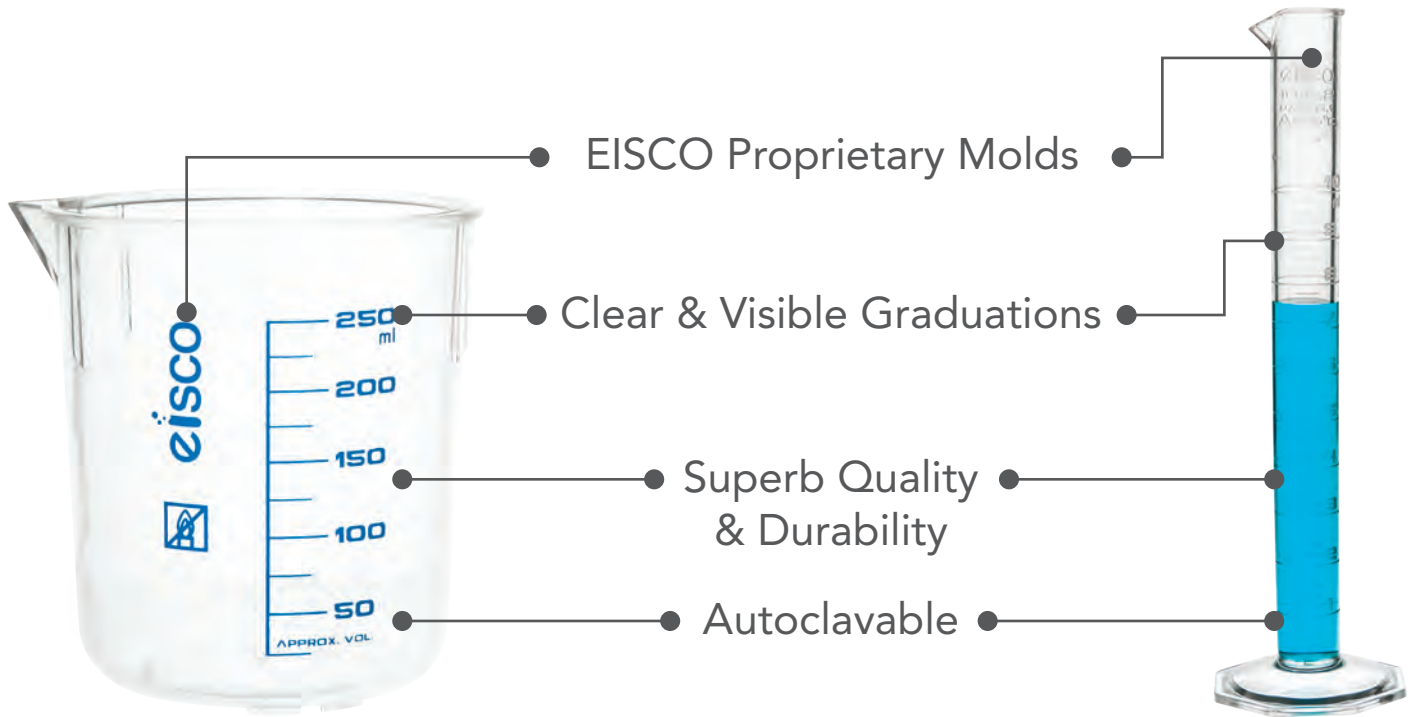 EISCO Proprietary Molds
Clear & Visible Graduations
Superb Quality
& Durability
Autoclavable
eisco
250
ml
200
150
100
50
APPROX. VOL